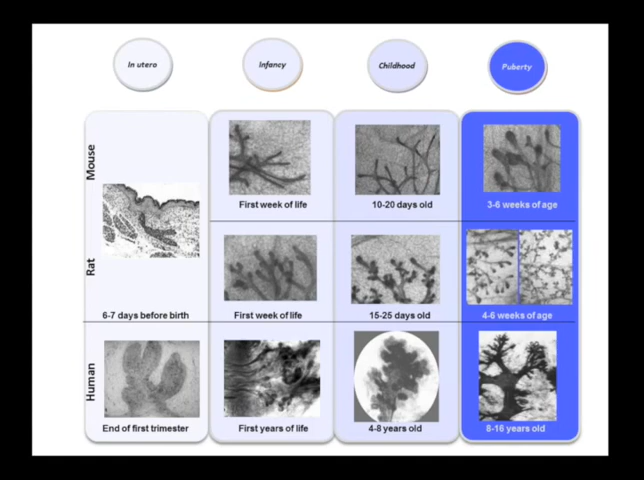 In utero
Infancy
Childhood
Puberty
Mouse
First week of life
10-20 days old
3-6 weeks of age
Rat
6-7 days before birth
First week of life
15-25 days old
4-6 weeks of age
Human
End of first trimester
First years of life
4-8 years old
8-16 years old